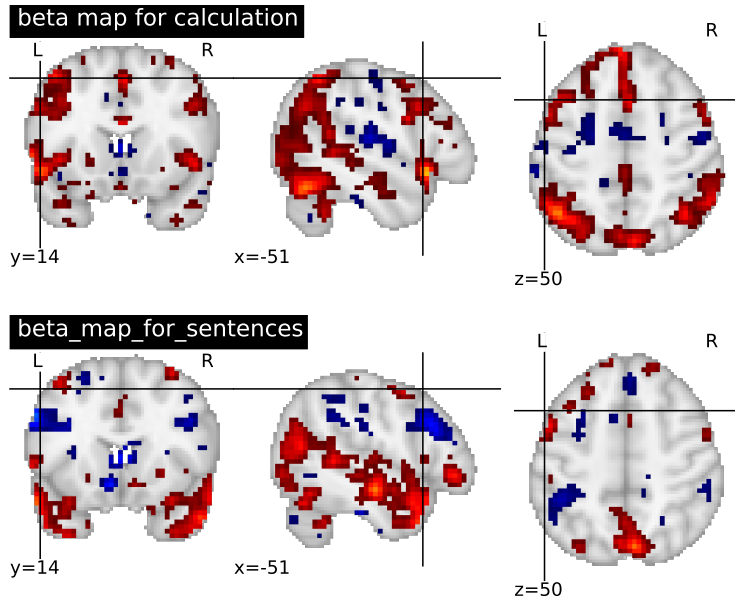 beta map for calculation
L R L R
y=14 x=-51 z=50
beta_map_for_sentences
L R L R
y=14 x=-51 z=50